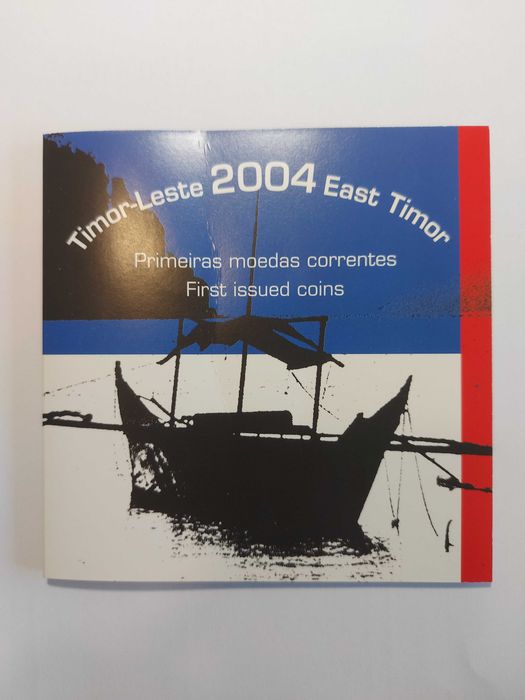 Timor-Leste 2004 East Timor
Primeiras moedas correntes
First issued coins